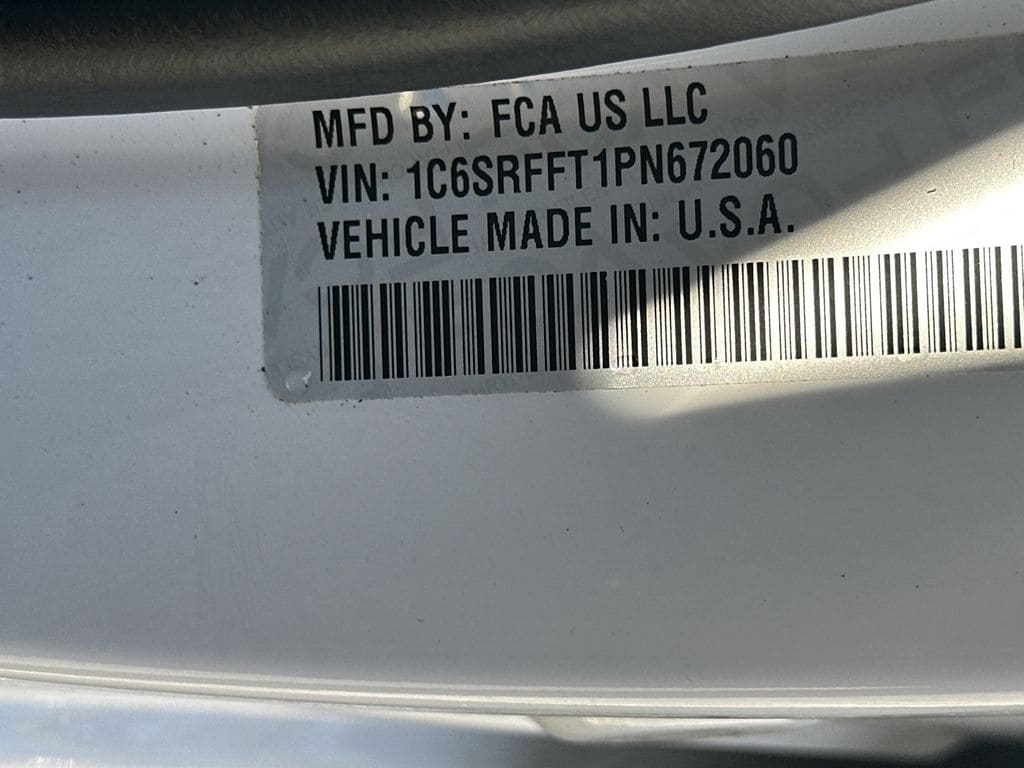 MFD BY: FCA US LLC
VIN: 1C6SRFFT1PN672060
VEHICLE MADE IN: U.S.A.